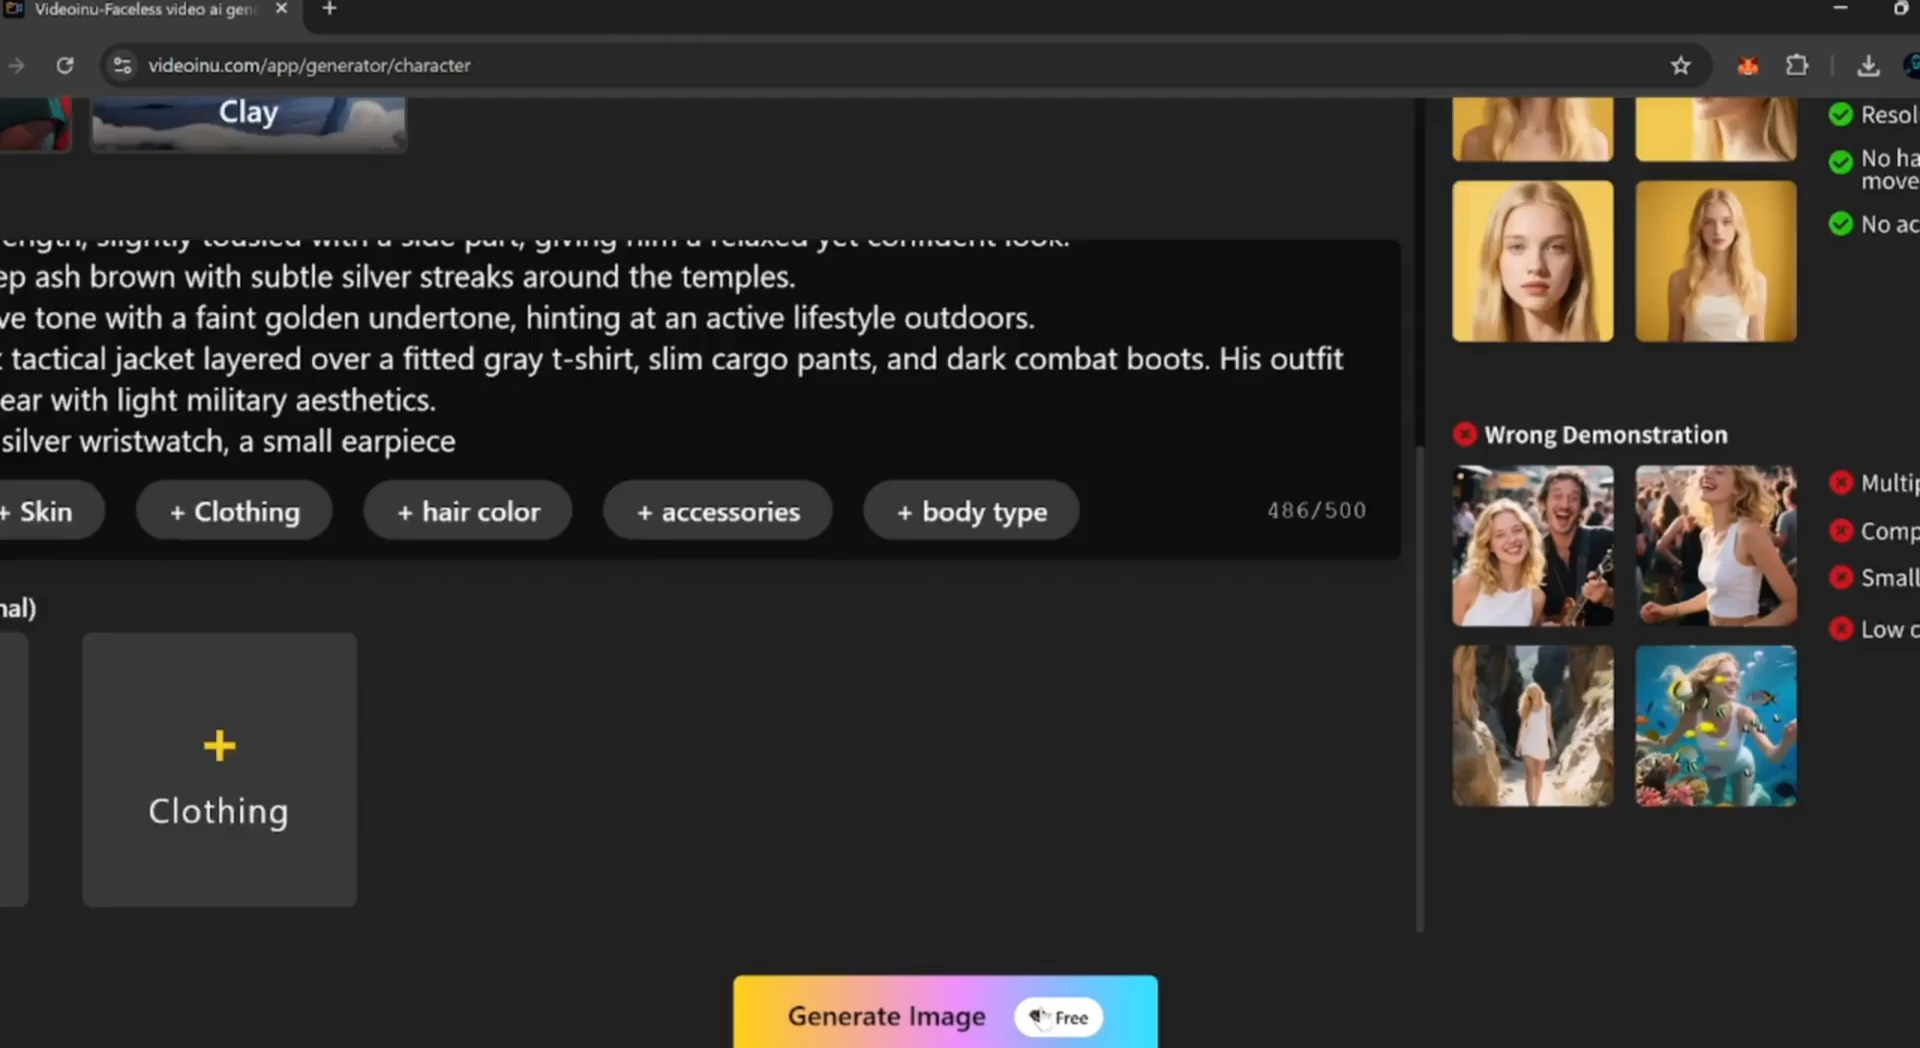 Videoinu-Faceless video ai gen
videoinu.com/app/generator/character
Clay
Resol
No ha
move
No ac
ength, slightly tousled with a side part, giving him a relaxed yet confident look.
ep ash brown with subtle silver streaks around the temples.
ve tone with a faint golden undertone, hinting at an active lifestyle outdoors.
tactical jacket layered over a fitted gray t-shirt, slim cargo pants, and dark combat boots. His outfit
ear with light military aesthetics.
silver wristwatch, a small earpiece
+ Skin
+ Clothing
+ hair color
+ accessories
+ body type
486/500
Wrong Demonstration
Multip
Comp
Small
Low c
nal)
+
Clothing
Generate Image
Free